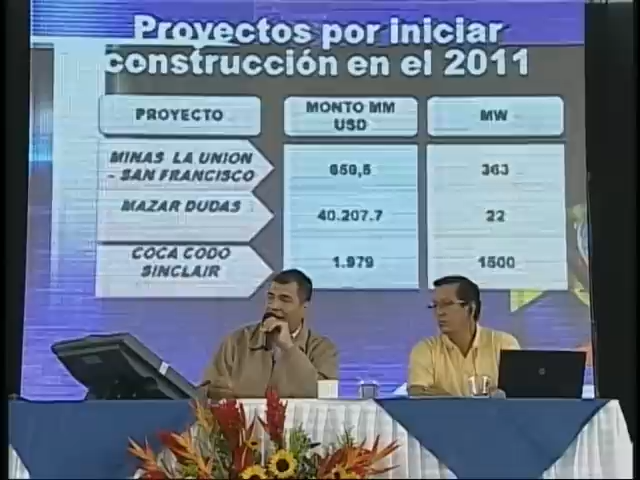 Proyectos por iniciar
construcción en el 2011
PROYECTO
MONTO MM
USD
MW
MINAS LA UNION
- SAN FRANCISCO
659,5
363
MAZAR DUDAS
40.207.7
22
COCA CODO
SINCLAIR
1.979
1500